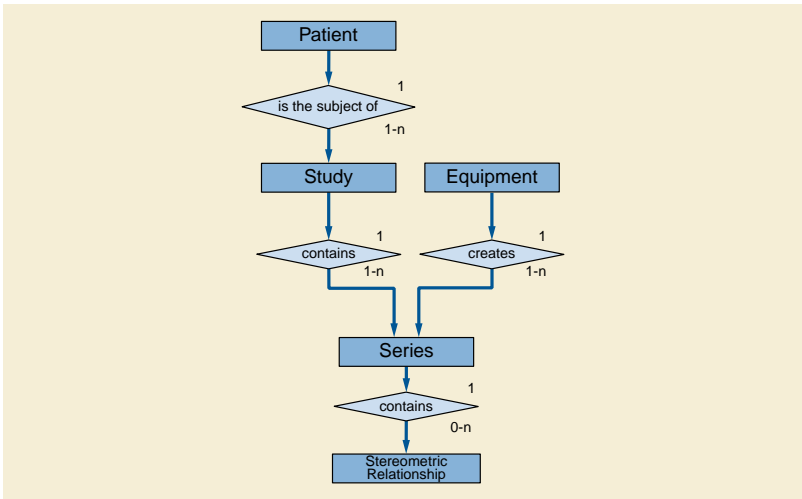 Patient
1
is the subject of
1-n
Study
Equipment
1
1
contains
creates
1-n
1-n
Series
1
contains
0-n
Stereometric
Relationship